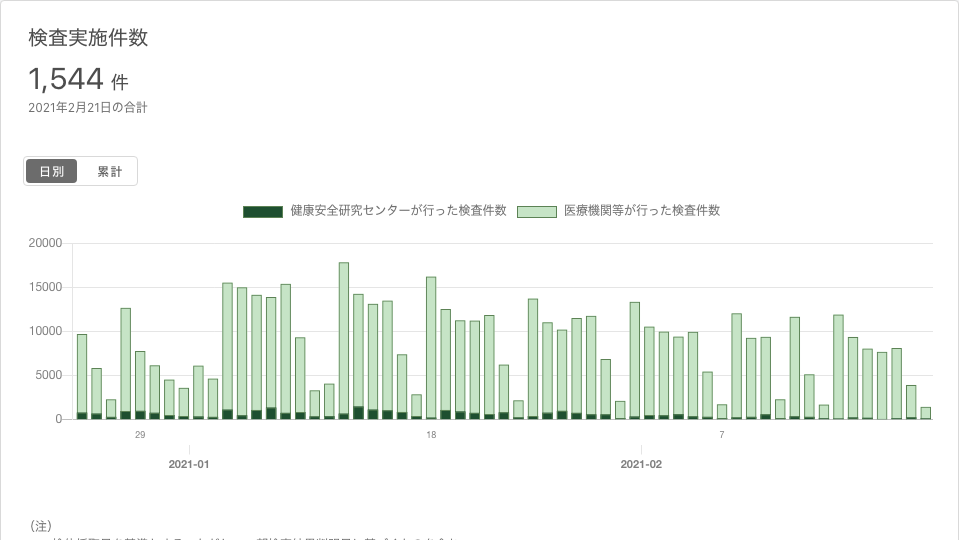 検査実施件数
1,544 件
2021年2月21日の合計
日別 累計
健康安全研究センターが行った検査件数 医療機関等が行った検査件数
20000
15000
10000
5000
0
29 18 7
2021-01 2021-02
（注）